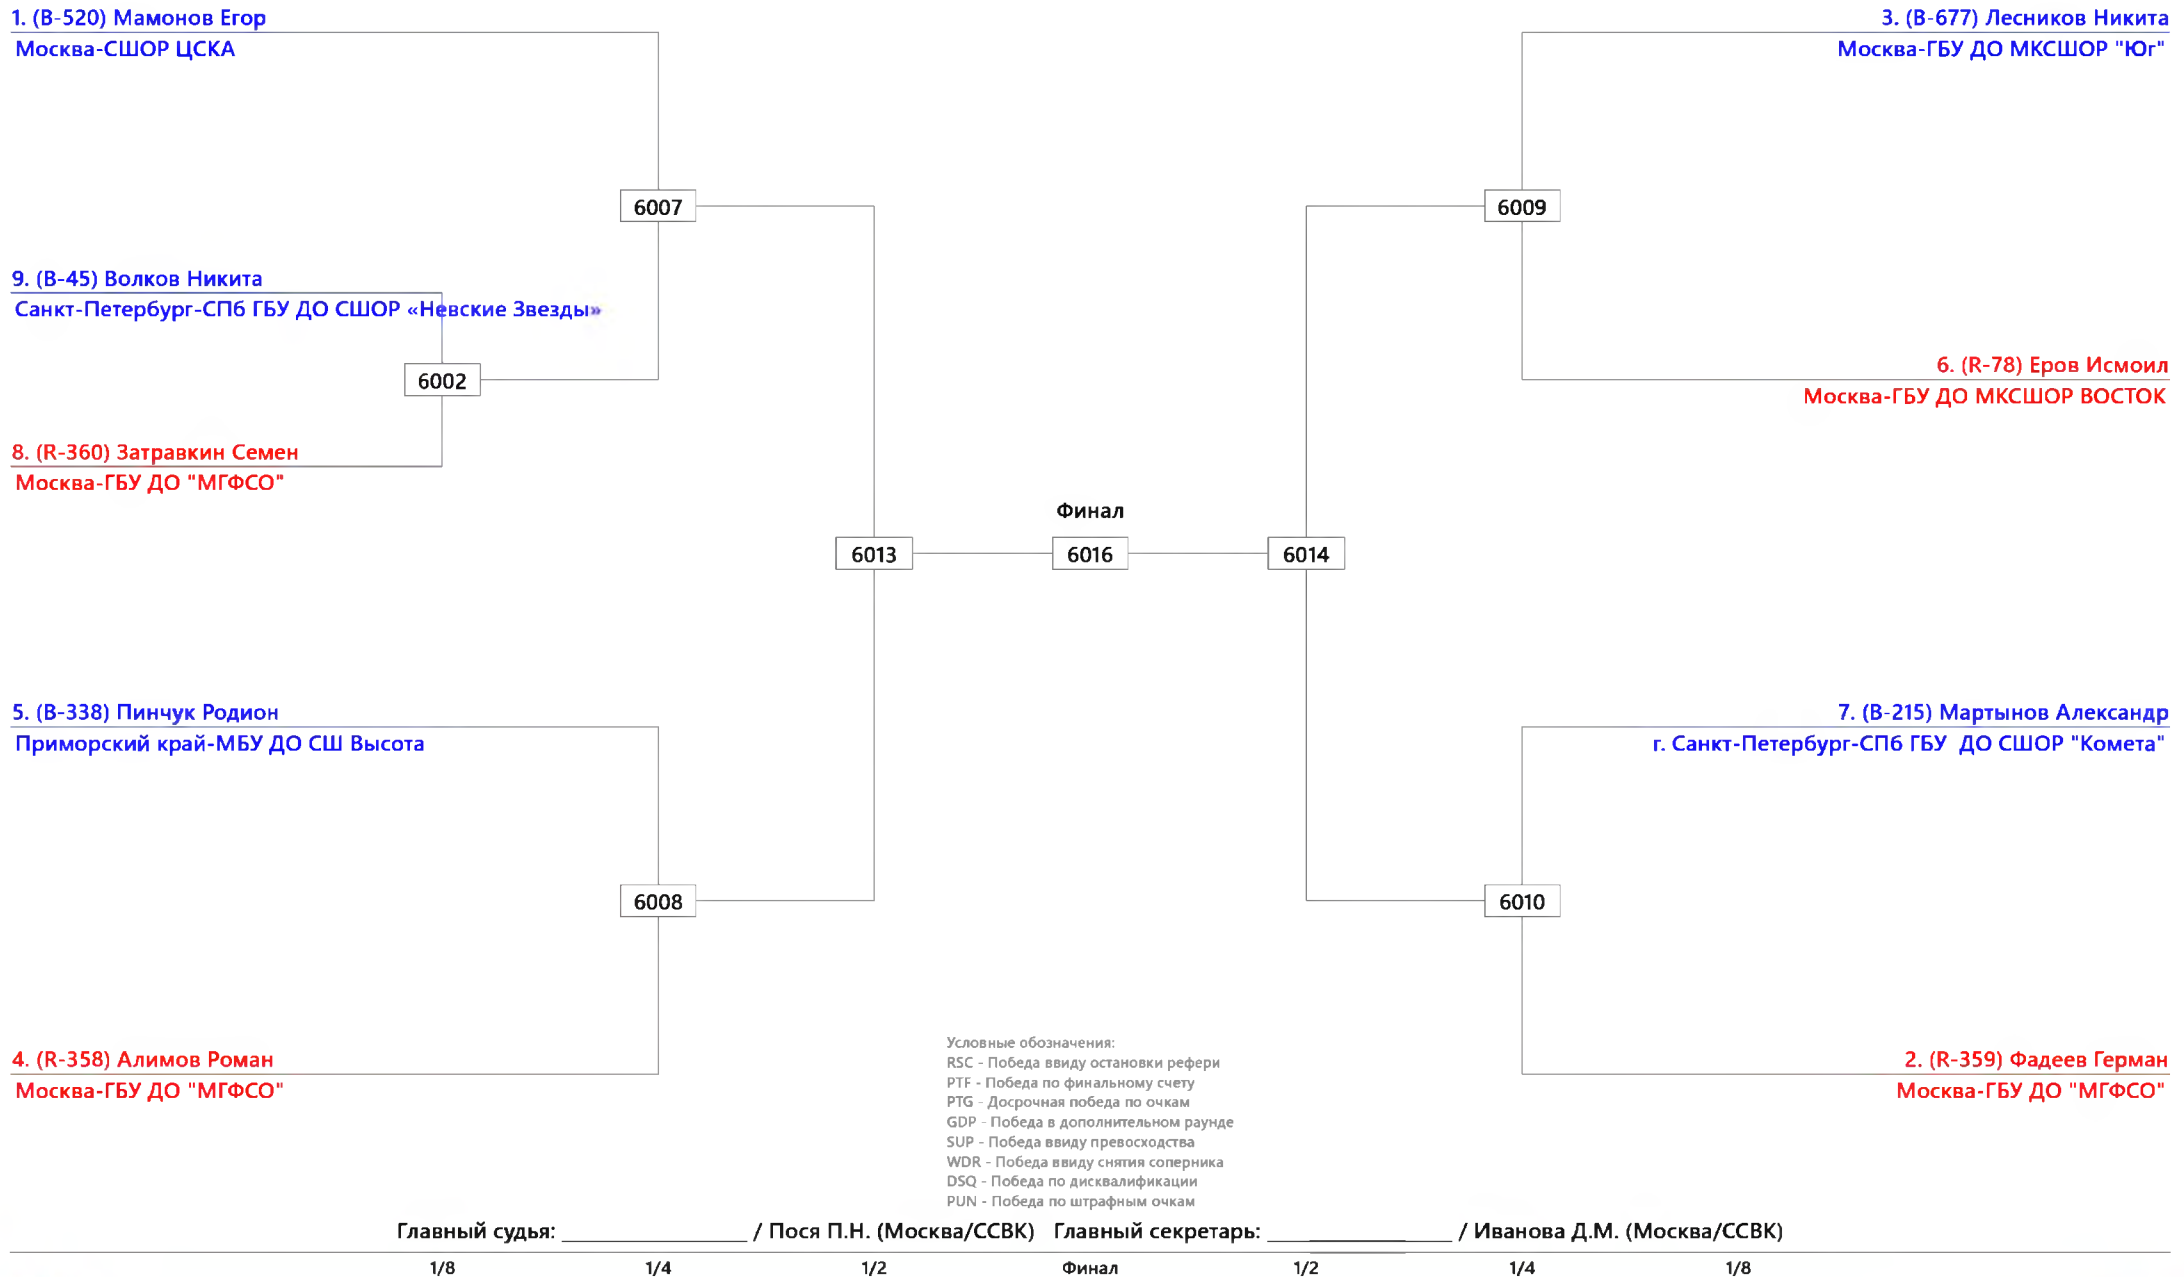 1. (B-520) Мамонов Егор
Москва-СШОР ЦСКА
3. (B-677) Лесников Никита
Москва-ГБУ ДО МКСШОР "Юг"
6007
6009
9. (B-45) Волков Никита
Санкт-Петербург-СПб ГБУ ДО СШОР «Невские Звезды»
6002
6. (R-78) Еров Исмоил
Москва-ГБУ ДО МКСШОР ВОСТОК
8. (R-360) Затравкин Семен
Москва-ГБУ ДО "МГФСО"
Финал
6013
6016
6014
5. (B-338) Пинчук Родион
Приморский край-МБУ ДО СШ Высота
7. (B-215) Мартынов Александр
г. Санкт-Петербург-СПб ГБУ ДО СШОР "Комета"
6008
6010
4. (R-358) Алимов Роман
Москва-ГБУ ДО "МГФСО"
2. (R-359) Фадеев Герман
Москва-ГБУ ДО "МГФСО"
Условные обозначения:
RSC - Победа ввиду остановки рефери
PTF - Победа по финальному счету
PTG - Досрочная победа по очкам
GDP - Победа в дополнительном раунде
SUP - Победа ввиду превосходства
WDR - Победа ввиду снятия соперника
DSQ - Победа по дисквалификации
PUN - Победа по штрафным очкам
Главный судья: ________________ / Пося П.Н. (Москва/ССВК) Главный секретарь: ________________ / Иванова Д.М. (Москва/ССВК)
1/8 1/4 1/2 Финал 1/2 1/4 1/8